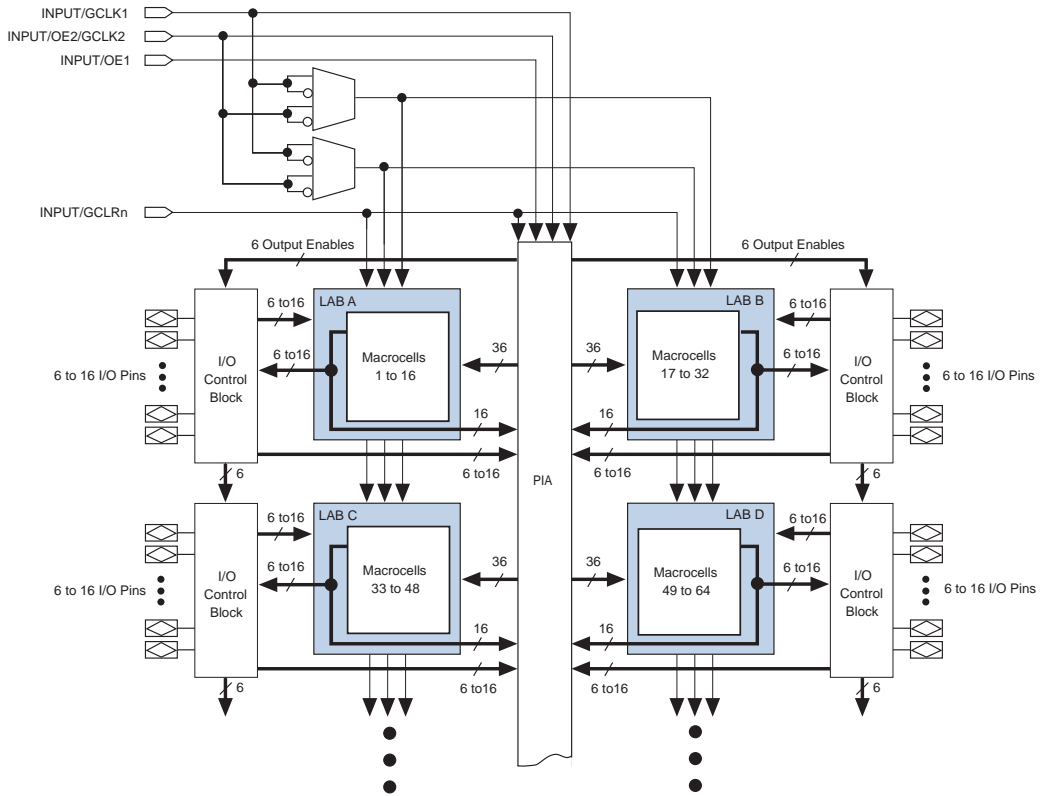 INPUT/GCLK1
INPUT/OE2/GCLK2
INPUT/OE1
INPUT/GCLRn
6 Output Enables
6 Output Enables
6 to16
LAB A
LAB B
6 to16
6 to 16 I/O Pins
I/O
Control
Block
6 to16
Macrocells
1 to 16
36
36
Macrocells
17 to 32
6 to16
I/O
Control
Block
6 to 16 I/O Pins
16
16
6 to16
6 to16
PIA
6
6
6 to16
LAB C
LAB D
6 to16
6 to 16 I/O Pins
I/O
Control
Block
6 to16
Macrocells
33 to 48
36
36
Macrocells
49 to 64
6 to16
I/O
Control
Block
6 to 16 I/O Pins
16
16
6 to16
6 to16
6
6